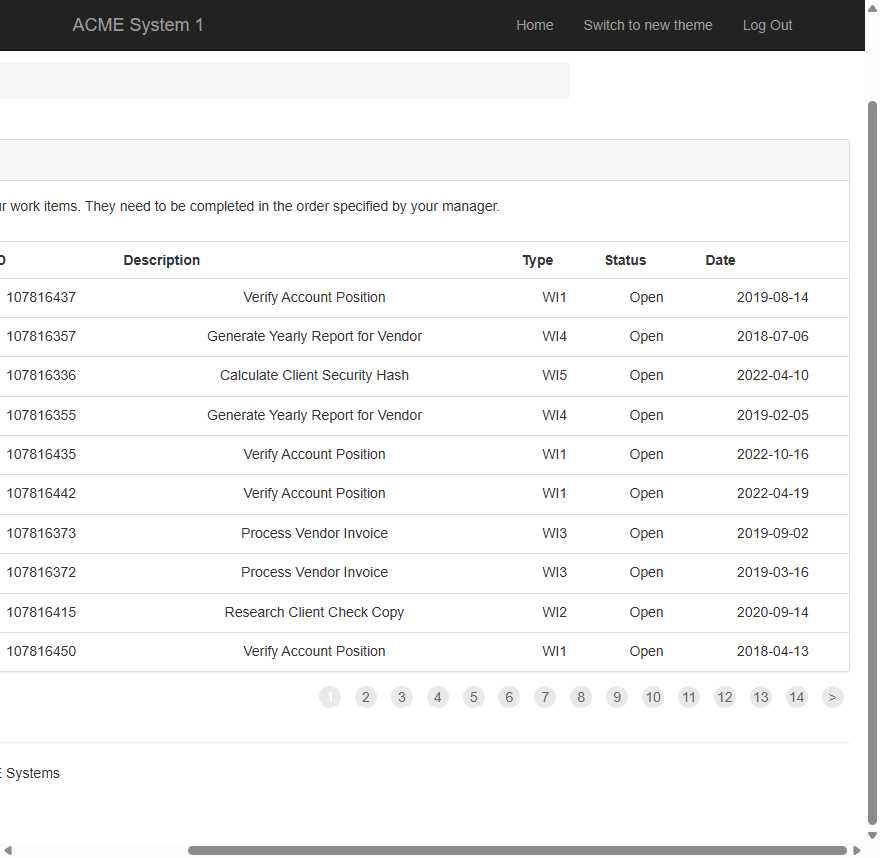 ACME System 1 Home Switch to new theme Log Out
work items. They need to be completed in the order specified by your manager.
Description Type Status Date
107816437 Verify Account Position WI1 Open 2019-08-14
107816357 Generate Yearly Report for Vendor WI4 Open 2018-07-06
107816336 Calculate Client Security Hash WI5 Open 2022-04-10
107816355 Generate Yearly Report for Vendor WI4 Open 2019-02-05
107816435 Verify Account Position WI1 Open 2022-10-16
107816442 Verify Account Position WI1 Open 2022-04-19
107816373 Process Vendor Invoice WI3 Open 2019-09-02
107816372 Process Vendor Invoice WI3 Open 2019-03-16
107816415 Research Client Check Copy WI2 Open 2020-09-14
107816450 Verify Account Position WI1 Open 2018-04-13
1 2 3 4 5 6 7 8 9 10 11 12 13 14 >
Systems